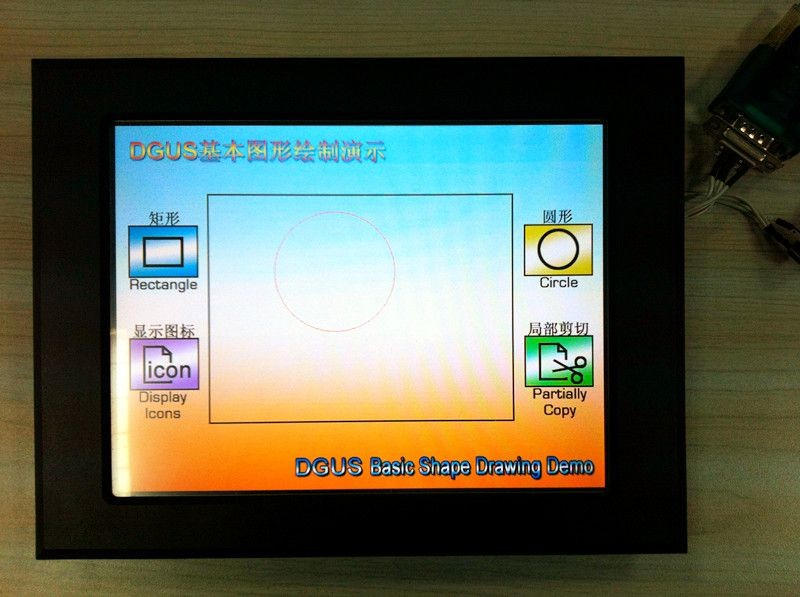 DGUS基本图形绘制演示
矩形
Rectangle
显示图标
icon
Display
Icons
圆形
Circle
局部剪切
Partially
Copy
DGUS Basic Shape Drawing Demo